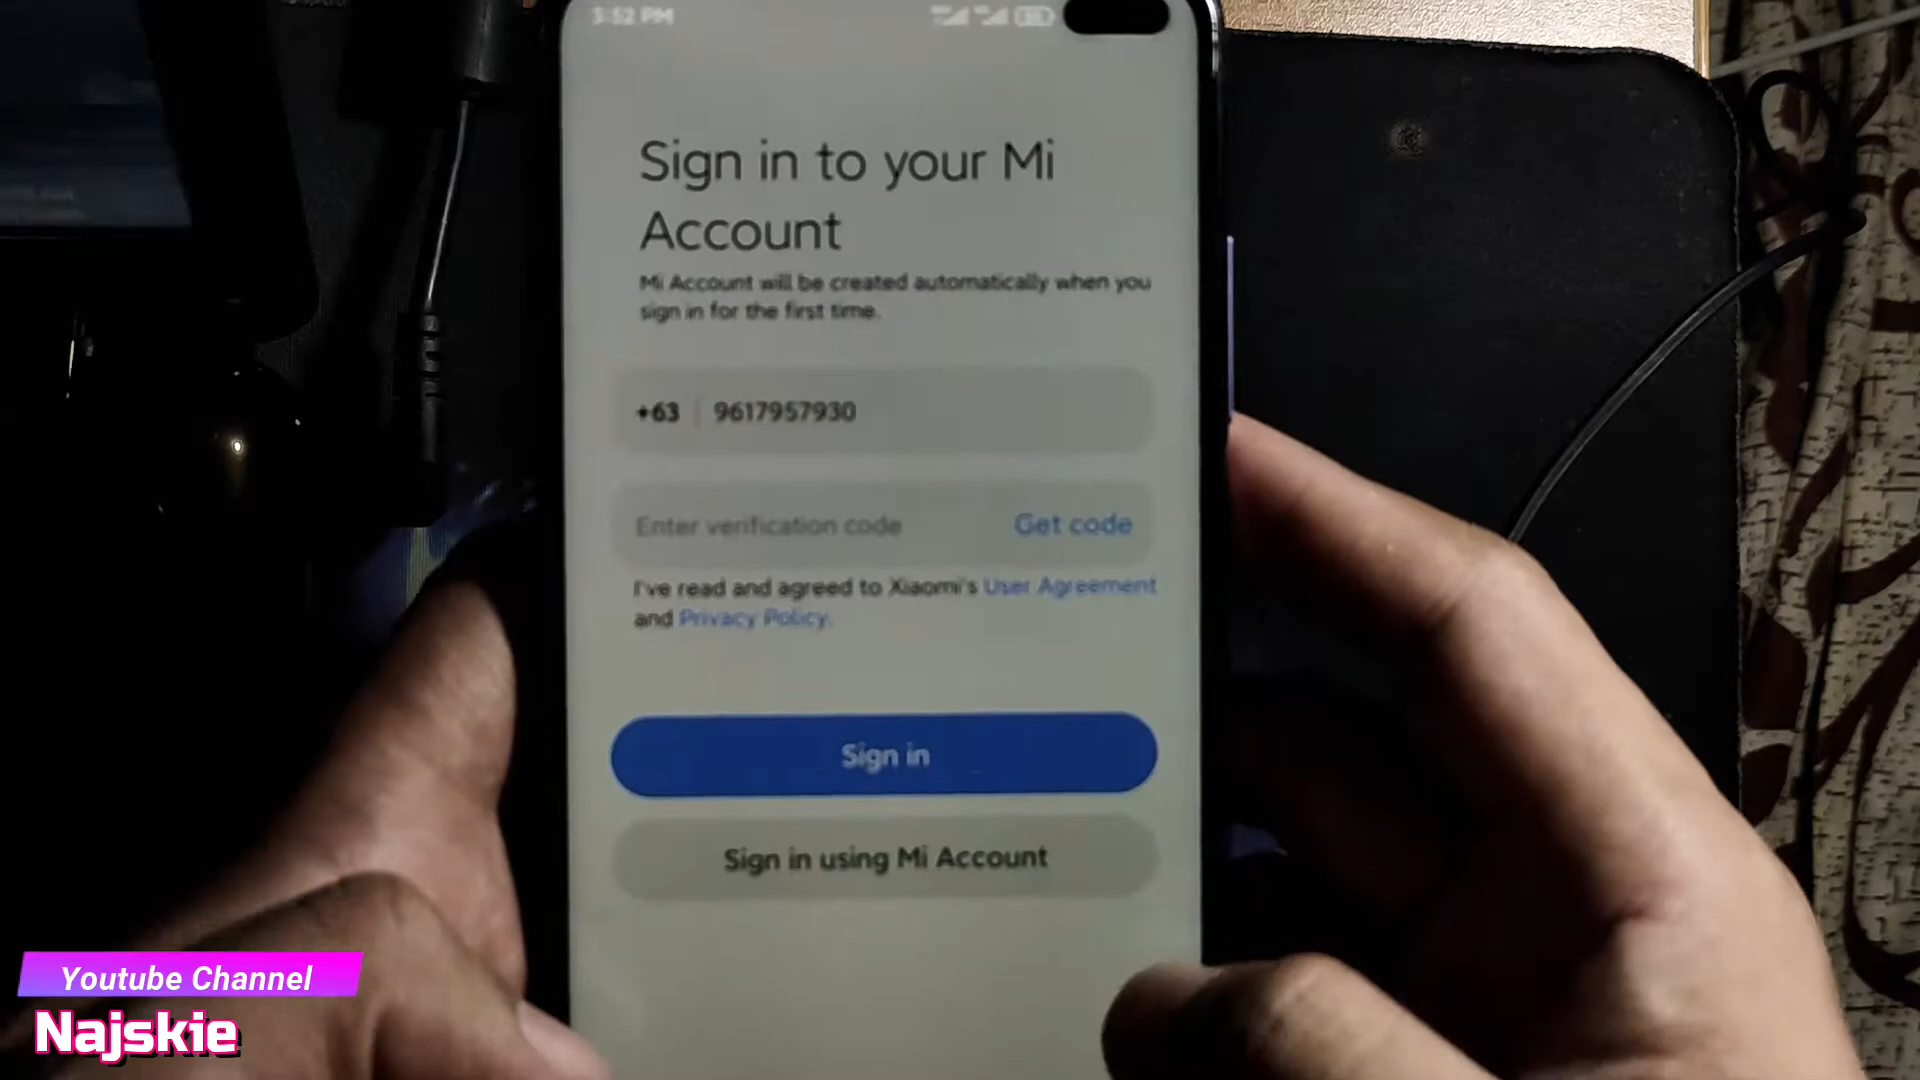 3:52 PM
Sign in to your Mi
Account
Mi Account will be created automatically when you
sign in for the first time.
+63 9617957930
Enter verification code Get code
I've read and agreed to Xiaomi's User Agreement
and Privacy Policy.
Sign in
Sign in using Mi Account
Youtube Channel
Najskie